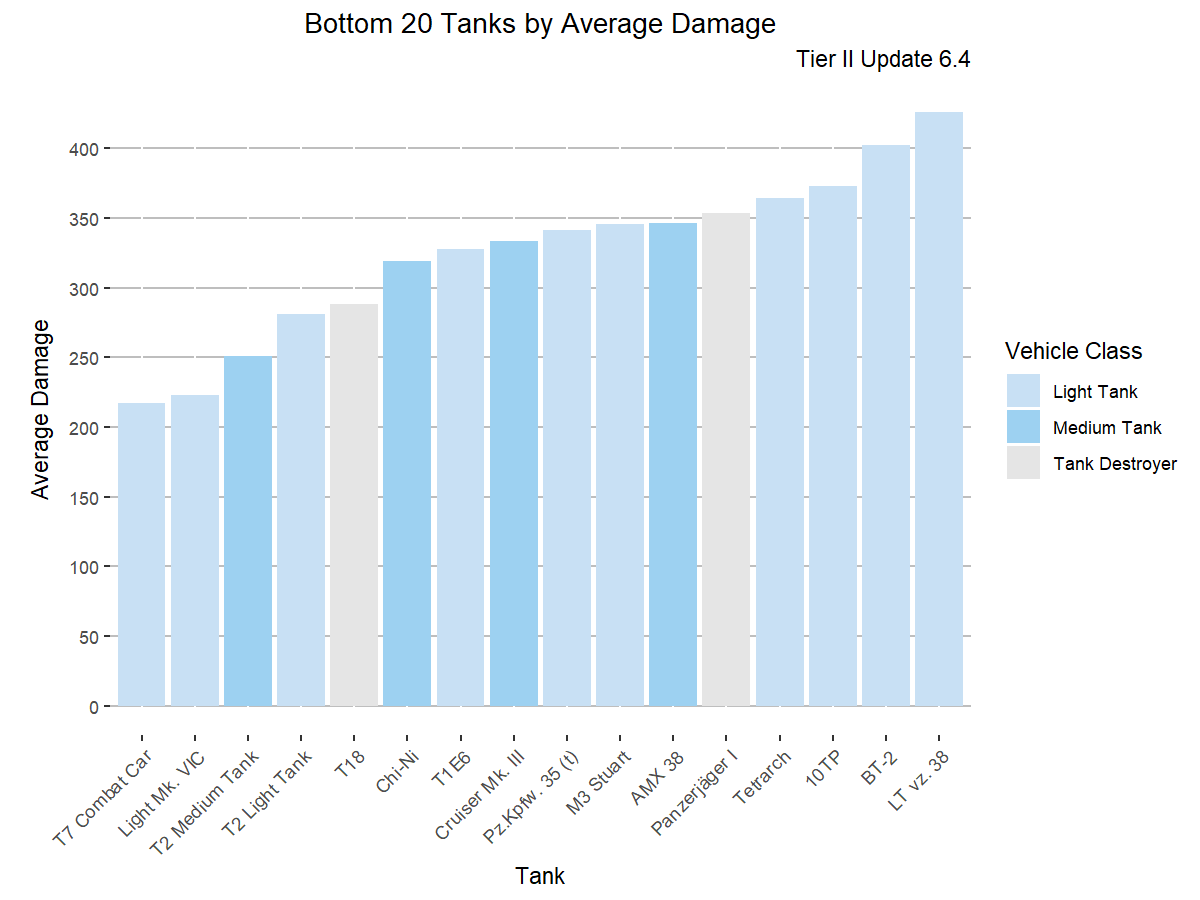 Bottom 20 Tanks by Average Damage
Tier II Update 6.4
Average Damage
400
350
300
250
200
150
100
50
0
T7 Combat Car
Light Mk. VIC
T2 Medium Tank
T2 Light Tank
T18
Chi-Ni
T1E6
Cruiser Mk. III
Pz.Kpfw. 35 (t)
M3 Stuart
AMX 38
Panzerjäger I
Tetrarch
10TP
BT-2
LT vz. 38
Tank
Vehicle Class
Light Tank
Medium Tank
Tank Destroyer